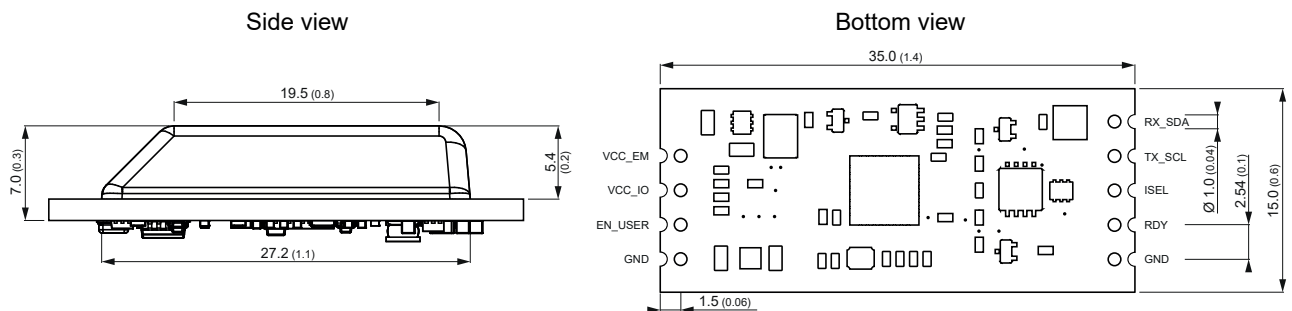 Side view
19.5 (0.8)
7.0 (0.3)
5.4 (0.2)
27.2 (1.1)
Bottom view
35.0 (1.4)
VCC_EM
VCC_IO
EN_USER
GND
RX_SDA
TX_SCL
ISEL
RDY
GND
Ø 1.0 (0.04)
2.54 (0.1)
15.0 (0.6)
1.5 (0.06)